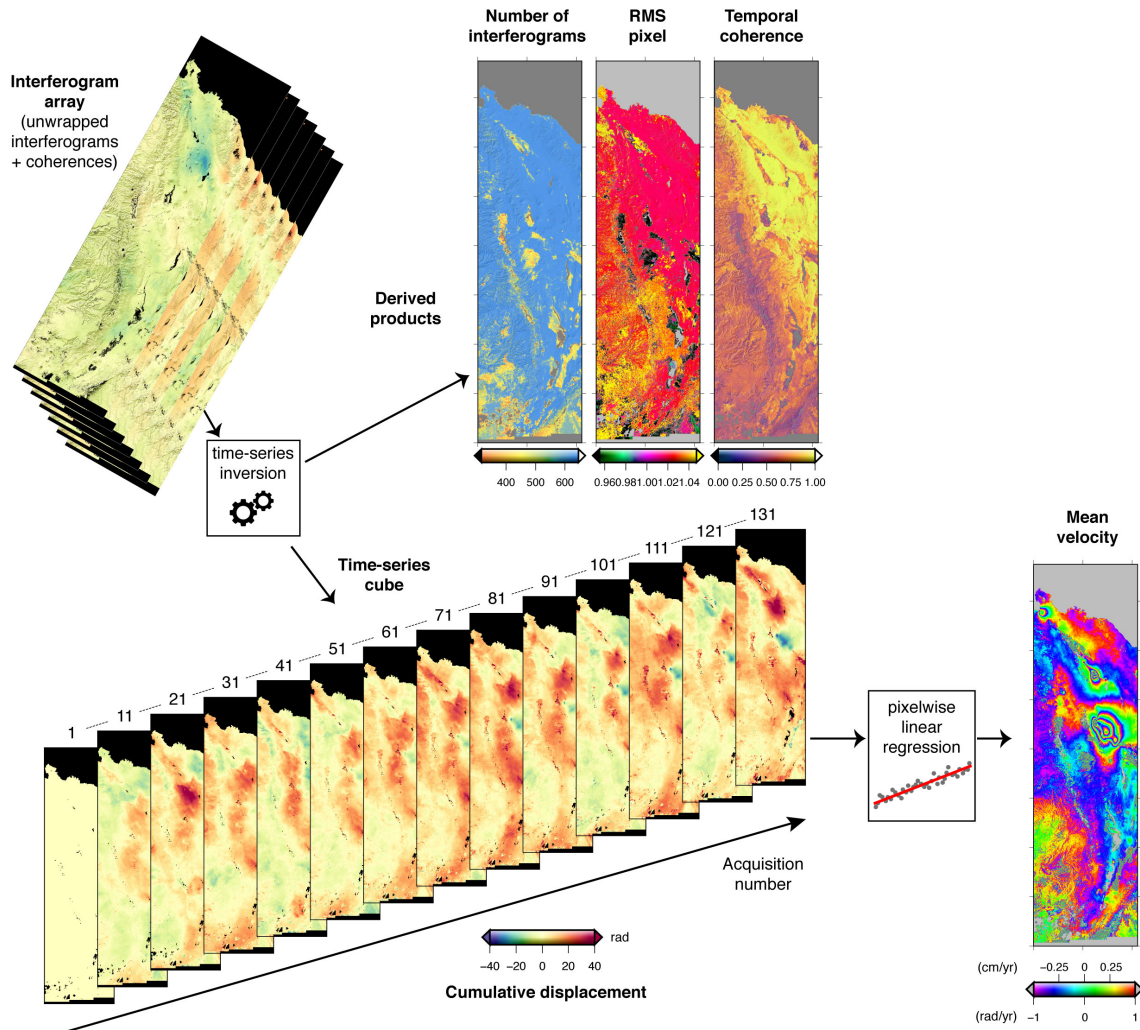 Number of
interferograms
RMS
pixel
Temporal
coherence
Interferogram
array
(unwrapped
interferograms
+ coherences)
Derived
products
400 500 600
0.960.981.001.021.04
0.00 0.25 0.50 0.75 1.00
time-series
inversion
Time-series
cube
1 11 21 31 41 51 61 71 81 91 101 111 121 131
Mean
velocity
pixelwise
linear
regression
Acquisition
number
rad
−40 −20 0 20 40
Cumulative displacement
(cm/yr) −0.25 0 0.25
(rad/yr) −1 0 1